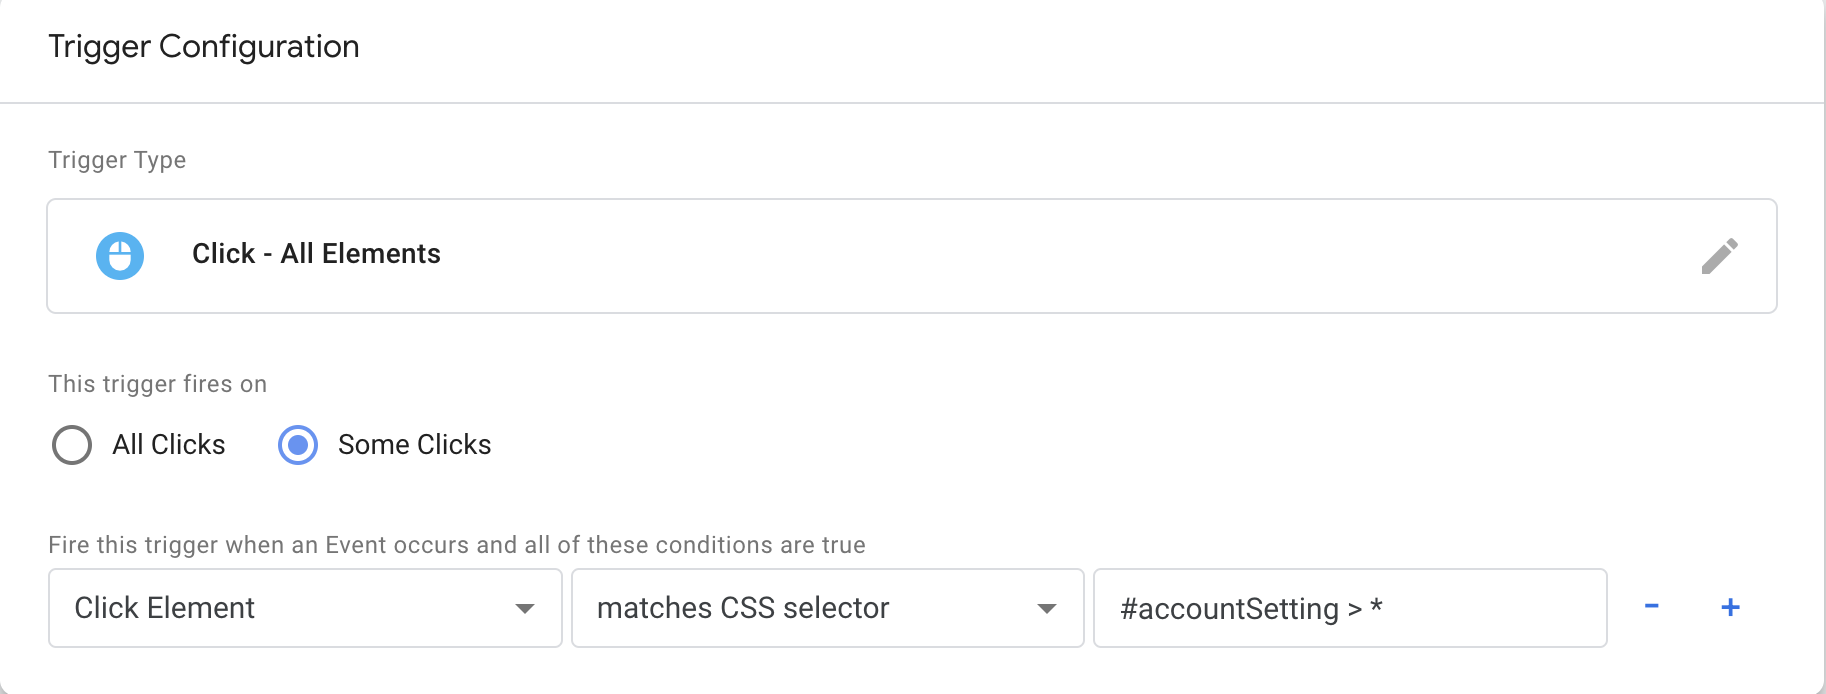 Trigger Configuration
Trigger Type
Click - All Elements
This trigger fires on
All Clicks Some Clicks
Fire this trigger when an Event occurs and all of these conditions are true
Click Element matches CSS selector #accountSetting > * - +